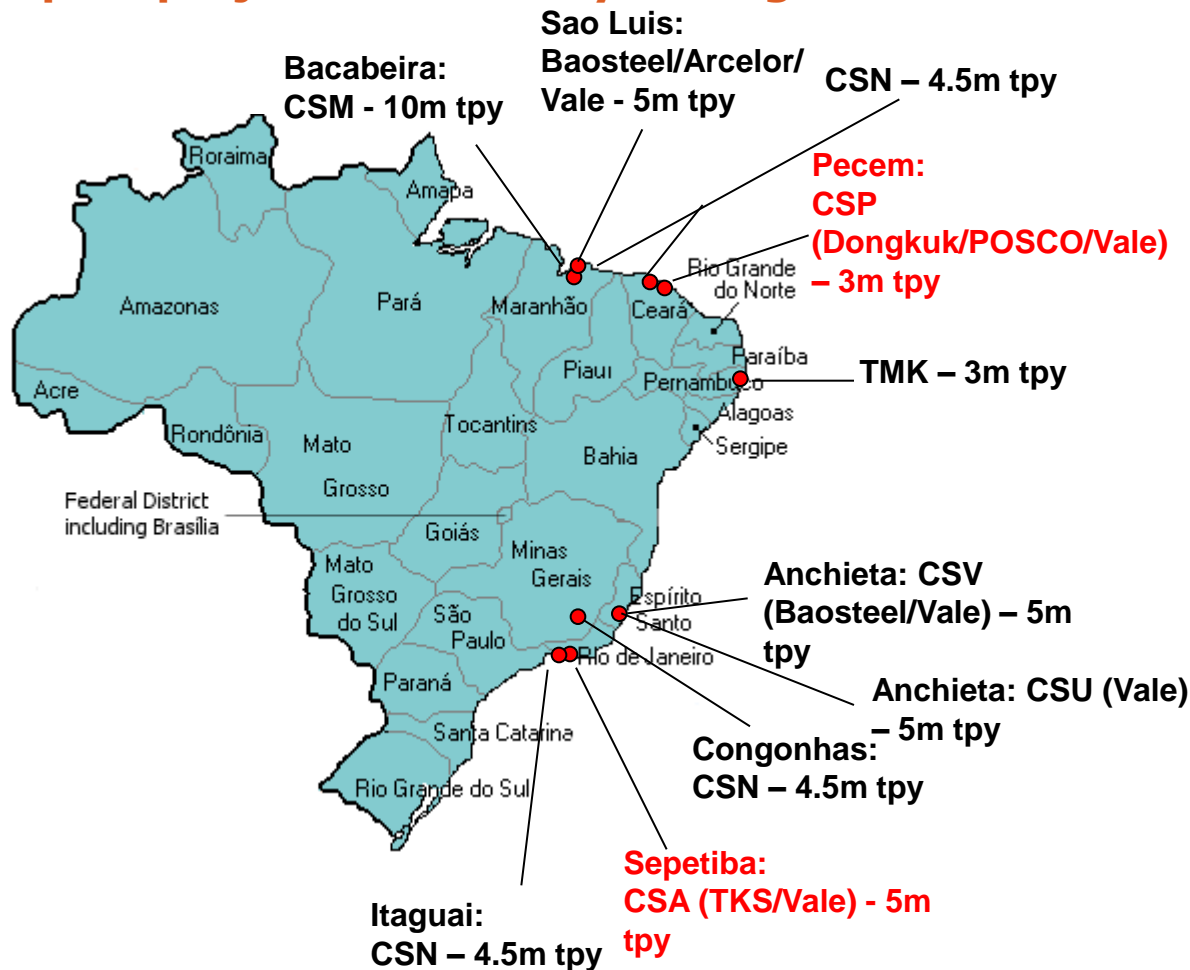 Sao Luis:
Baosteel/Arcelor/
Vale - 5m tpy
Bacabeira:
CSM - 10m tpy
CSN – 4.5m tpy
Pecem:
CSP
(Dongkuk/POSCO/Vale)
– 3m tpy
Roraima
Amapa
Amazonas
Pará
Maranhão
Ceará
Rio Grande
do Norte
Paraíba
Piauı
Pernambuco
TMK – 3m tpy
Acre
Alagoas
Sergipe
Rondônia
Tocantins
Mato
Grosso
Bahia
Federal District
including Brasília
Goiás
Minas
Gerais
Mato
Grosso
do Sul
Espírito
Santo
São
Paulo
Rio de Janeiro
Paraná
Santa Catarina
Rio Grande do Sul
Anchieta: CSV
(Baosteel/Vale) – 5m
tpy
Anchieta: CSU (Vale)
– 5m tpy
Congonhas:
CSN – 4.5m tpy
Sepetiba:
CSA (TKS/Vale) - 5m
tpy
Itaguai:
CSN – 4.5m tpy